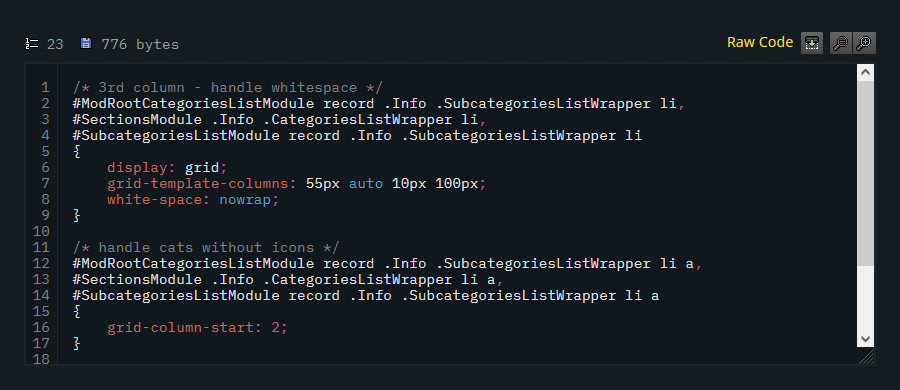 23 776 bytes Raw Code
1 /* 3rd column - handle whitespace */
2 #ModRootCategoriesListModule record .Info .SubcategoriesListWrapper li,
3 #SectionsModule .Info .CategoriesListWrapper li,
4 #SubcategoriesListModule record .Info .SubcategoriesListWrapper li
5 {
6     display: grid;
7     grid-template-columns: 55px auto 10px 100px;
8     white-space: nowrap;
9 }
10
11 /* handle cats without icons */
12 #ModRootCategoriesListModule record .Info .SubcategoriesListWrapper li a,
13 #SectionsModule .Info .CategoriesListWrapper li a,
14 #SubcategoriesListModule record .Info .SubcategoriesListWrapper li a
15 {
16     grid-column-start: 2;
17 }
18